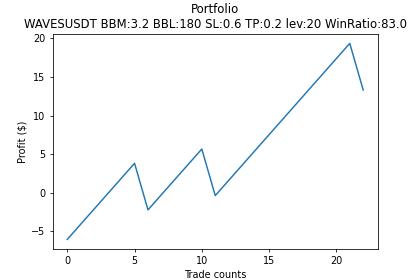 Portfolio
WAVESUSDT BBM:3.2 BBL:180 SL:0.6 TP:0.2 lev:20 WinRatio:83.0
20
15
10
5
0
−5
Profit ($)
0 5 10 15 20
Trade counts